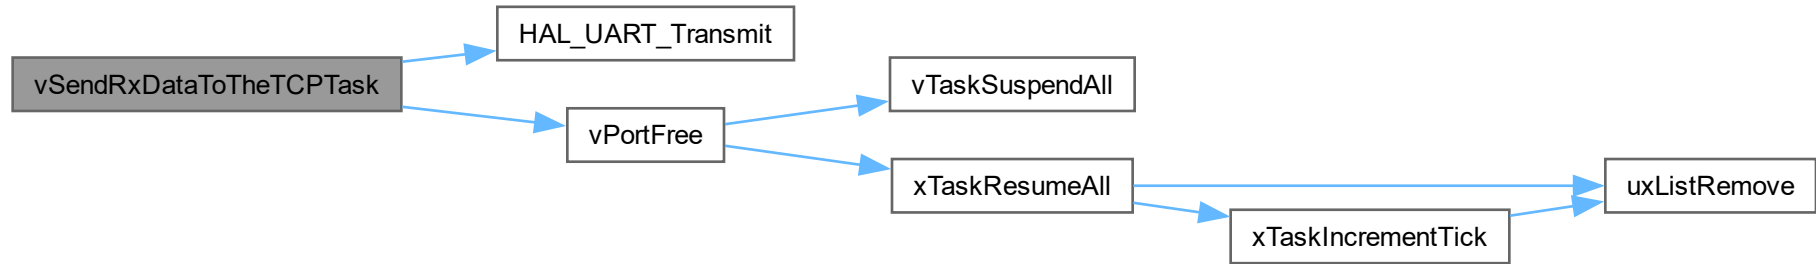 HAL_UART_Transmit
vSendRxDataToTheTCPTask
vTaskSuspendAll
vPortFree
xTaskResumeAll
uxListRemove
xTaskIncrementTick